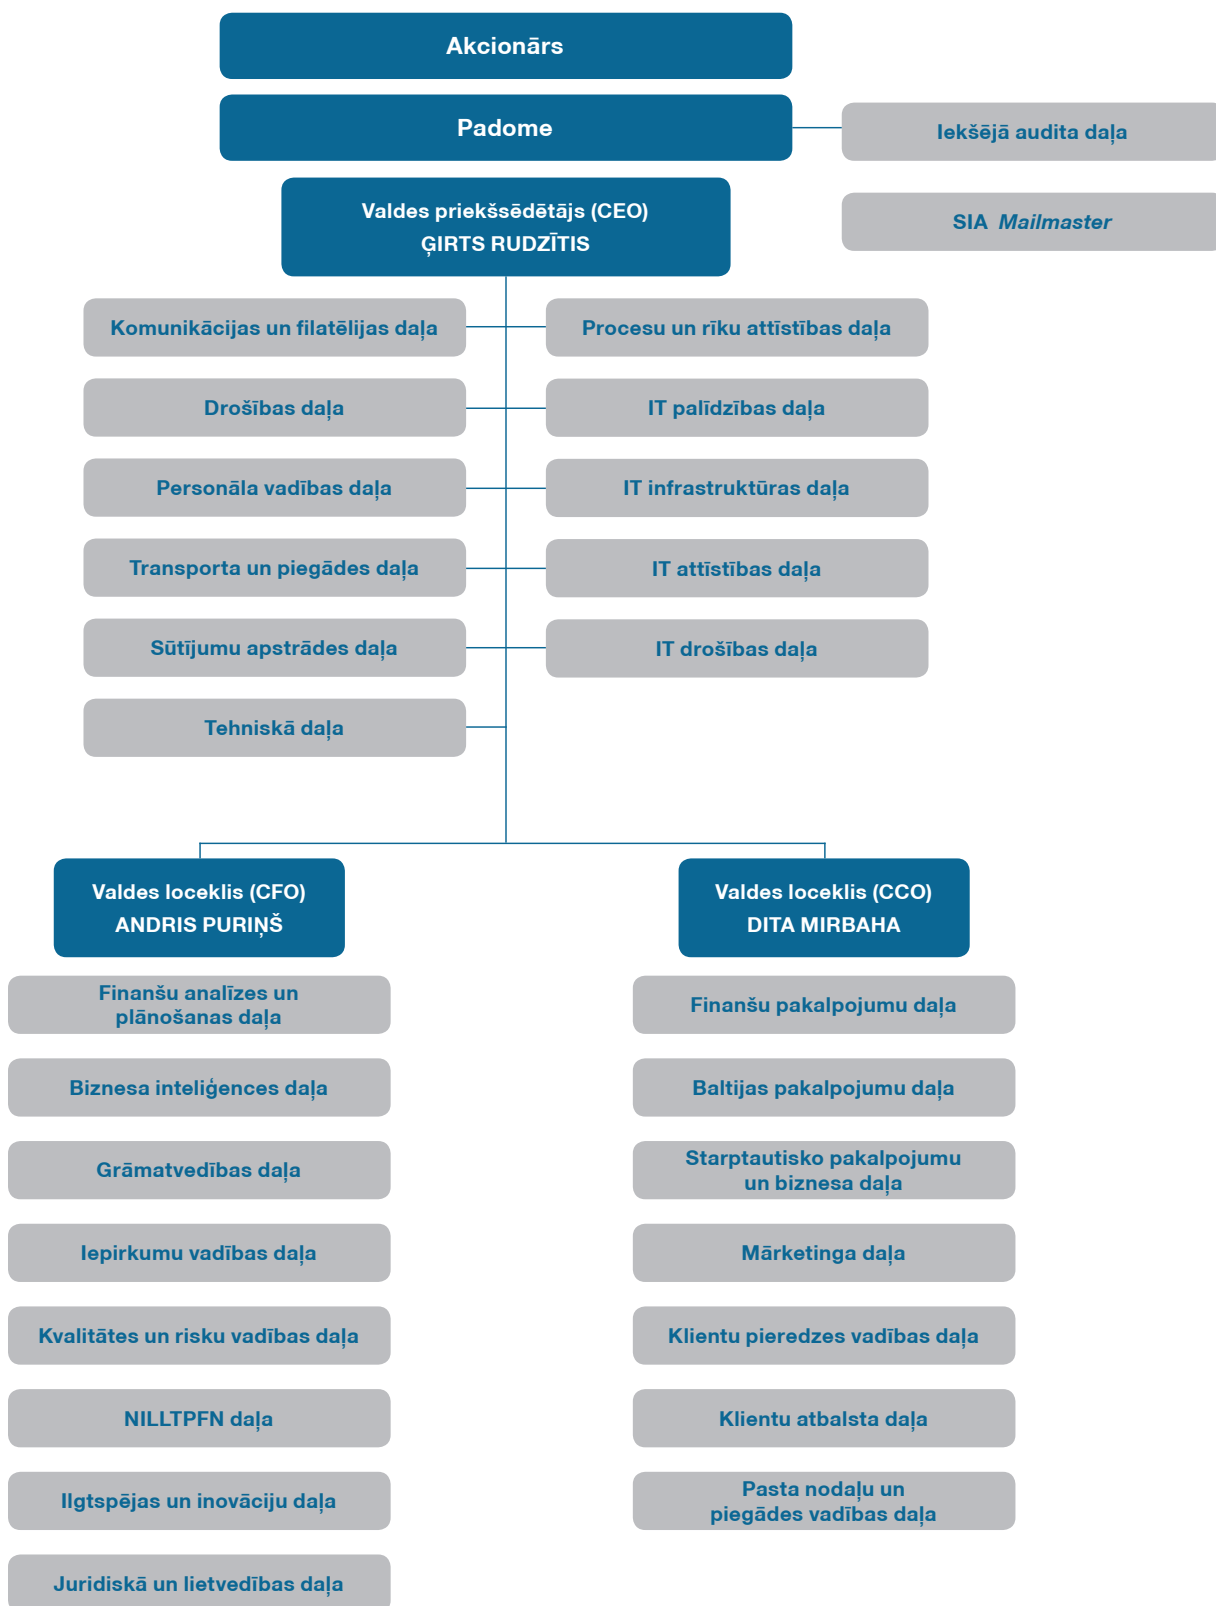 Akcionārs
Padome
Iekšējā audita daļa
Valdes priekšsēdētājs (CEO)
ĢIRTS RUDZĪTIS
SIA Mailmaster
Komunikācijas un filatēlijas daļa
Procesu un rīku attīstības daļa
Drošības daļa
IT palīdzības daļa
Personāla vadības daļa
IT infrastruktūras daļa
Transporta un piegādes daļa
IT attīstības daļa
Sūtījumu apstrādes daļa
IT drošības daļa
Tehniskā daļa
Valdes loceklis (CFO)
ANDRIS PURIŅŠ
Valdes loceklis (CCO)
DITA MIRBAHA
Finanšu analīzes un
plānošanas daļa
Finanšu pakalpojumu daļa
Biznesa inteliģences daļa
Baltijas pakalpojumu daļa
Grāmatvedības daļa
Starptautisko pakalpojumu
un biznesa daļa
Iepirkumu vadības daļa
Mārketinga daļa
Kvalitātes un risku vadības daļa
Klientu pieredzes vadības daļa
NILLTPFN daļa
Klientu atbalsta daļa
Ilgtspējas un inovāciju daļa
Pasta nodaļu un
piegādes vadības daļa
Juridiskā un lietvedības daļa